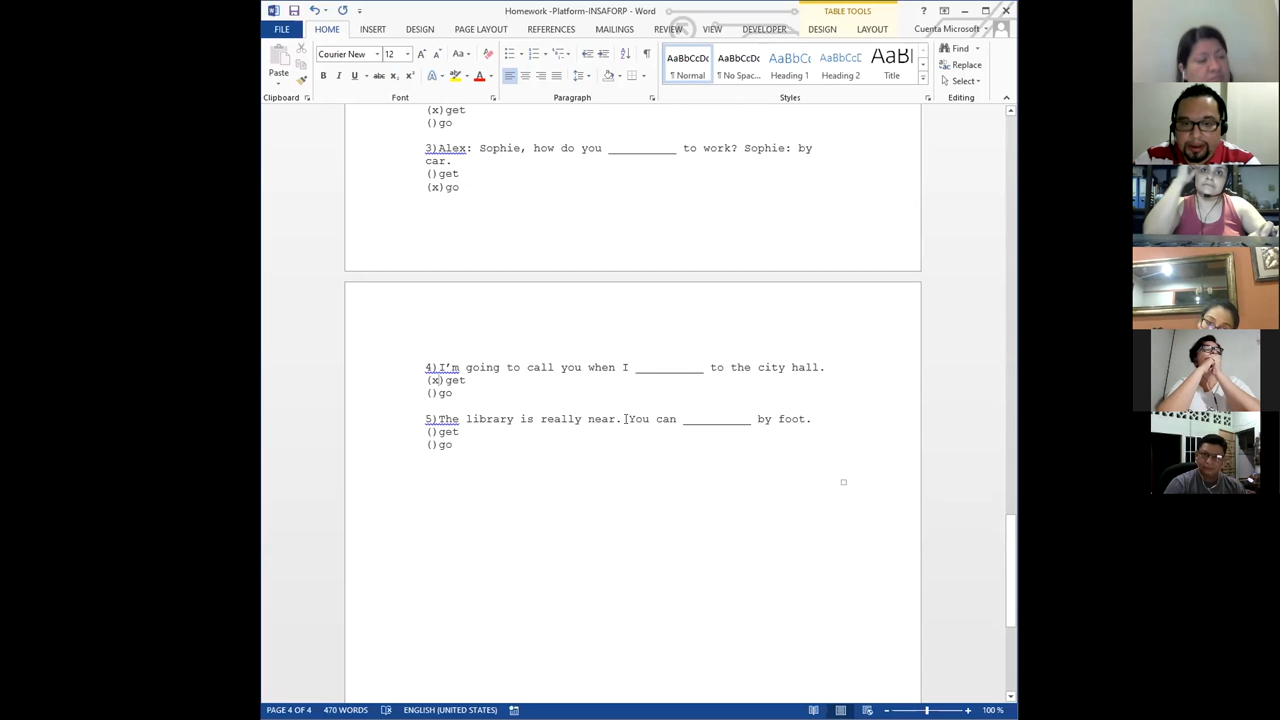 Homework -Platform-INSAFORP - Word
TABLE TOOLS
FILE HOME INSERT DESIGN PAGE LAYOUT REFERENCES MAILINGS REVIEW VIEW DEVELOPER DESIGN LAYOUT Cuenta Microsoft
Courier New 12
Paste
AaBbCcDc AaBbCcDc AaBbCc AaBbCcD AaB
¶ Normal ¶ No Spac... Heading 1 Heading 2 Title
Find
Replace
Select
Clipboard Font Paragraph Styles Editing
(x)get
()go
3)Alex: Sophie, how do you __________ to work? Sophie: by
car.
()get
(x)go
4)I'm going to call you when I __________ to the city hall.
(x)get
()go
5)The library is really near. You can __________ by foot.
()get
()go
PAGE 4 OF 4 470 WORDS ENGLISH (UNITED STATES) 100 %